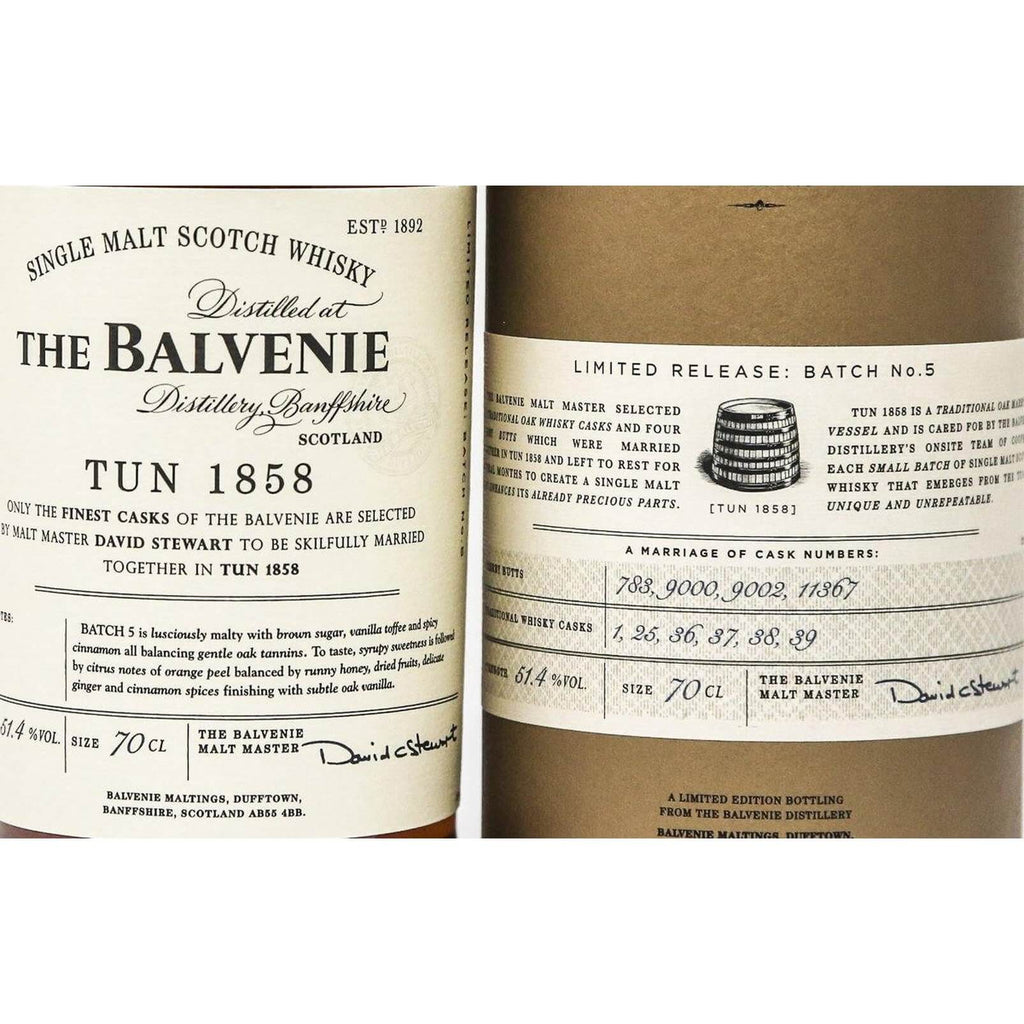 ESTD 1892
SINGLE MALT SCOTCH WHISKY
Distilled at
THE BALVENIE
Distillery, Banffshire
SCOTLAND
TUN 1858
ONLY THE FINEST CASKS OF THE BALVENIE ARE SELECTED
BY MALT MASTER DAVID STEWART TO BE SKILFULLY MARRIED
TOGETHER IN TUN 1858
BATCH 5 is lusciously malty with brown sugar, vanilla toffee and spicy
cinnamon all balancing gentle oak tannins. To taste, syrupy sweetness is followed
by citrus notes of orange peel balanced by runny honey, dried fruits, delicate
ginger and cinnamon spices finishing with subtle oak vanilla.
51.4 %VOL.
SIZE 70 CL
THE BALVENIE
MALT MASTER
David C Stewart
BALVENIE MALTINGS, DUFFTOWN,
BANFFSHIRE, SCOTLAND AB55 4BB.
LIMITED RELEASE: BATCH No.5
LIMITED RELEASE: BATCH No.5
BALVENIE MALT MASTER SELECTED
OAK WHISKY CASKS AND FOUR
BUTTS WHICH WERE MARRIED
IN TUN 1858 AND LEFT TO REST FOR
MONTHS TO CREATE A SINGLE MALT
ITS ALREADY PRECIOUS PARTS.
[TUN 1858]
TUN 1858 IS A TRADITIONAL OAK
VESSEL AND IS CARED FOR BY THE
DISTILLERY'S ONSITE TEAM OF
EACH SMALL BATCH OF SINGLE MALT
WHISKY THAT EMERGES FROM THE
UNIQUE AND UNREPEATABLE.
A MARRIAGE OF CASK NUMBERS:
BUTTS
783, 9000, 9002, 11367
WHISKY CASKS
1, 25, 36, 37, 38, 39
51.4 %VOL.
SIZE 70 CL
THE BALVENIE
MALT MASTER
David C Stewart
A LIMITED EDITION BOTTLING
FROM THE BALVENIE DISTILLERY
BALVENIE MALTINGS, DUFFTOWN,